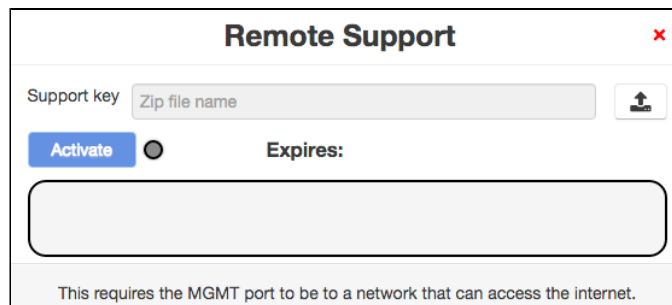 Remote Support
Support key
Zip file name
Activate
Expires:
This requires the MGMT port to be to a network that can access the internet.